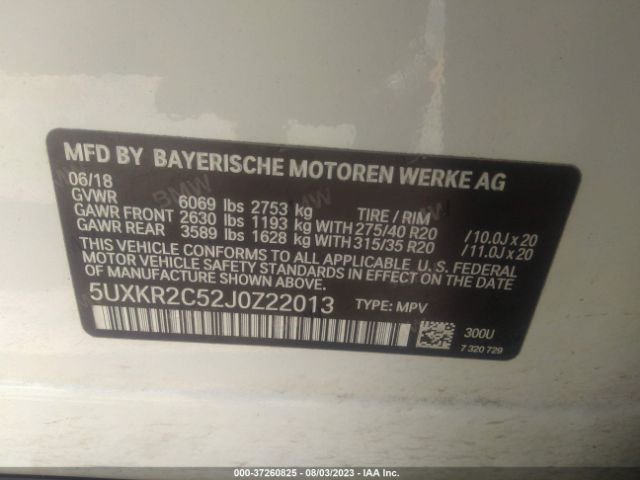 MFD BY BAYERISCHE MOTOREN WERKE AG
06/18
GVWR 6069 lbs 2753 kg TIRE / RIM
GAWR FRONT 2630 lbs 1193 kg WITH 275/40 R20 /10.0J x 20
GAWR REAR 3589 lbs 1628 kg WITH 315/35 R20 /11.0J x 20
THIS VEHICLE CONFORMS TO ALL APPLICABLE U.S. FEDERAL
MOTOR VEHICLE SAFETY STANDARDS IN EFFECT ON THE DATE
OF MANUFACTURE SHOWN ABOVE.
5UXKR2C52J0Z22013 TYPE: MPV
300U
7 320 729
BMW
BMW
000-37260825 - 08/03/2023 - IAA Inc.